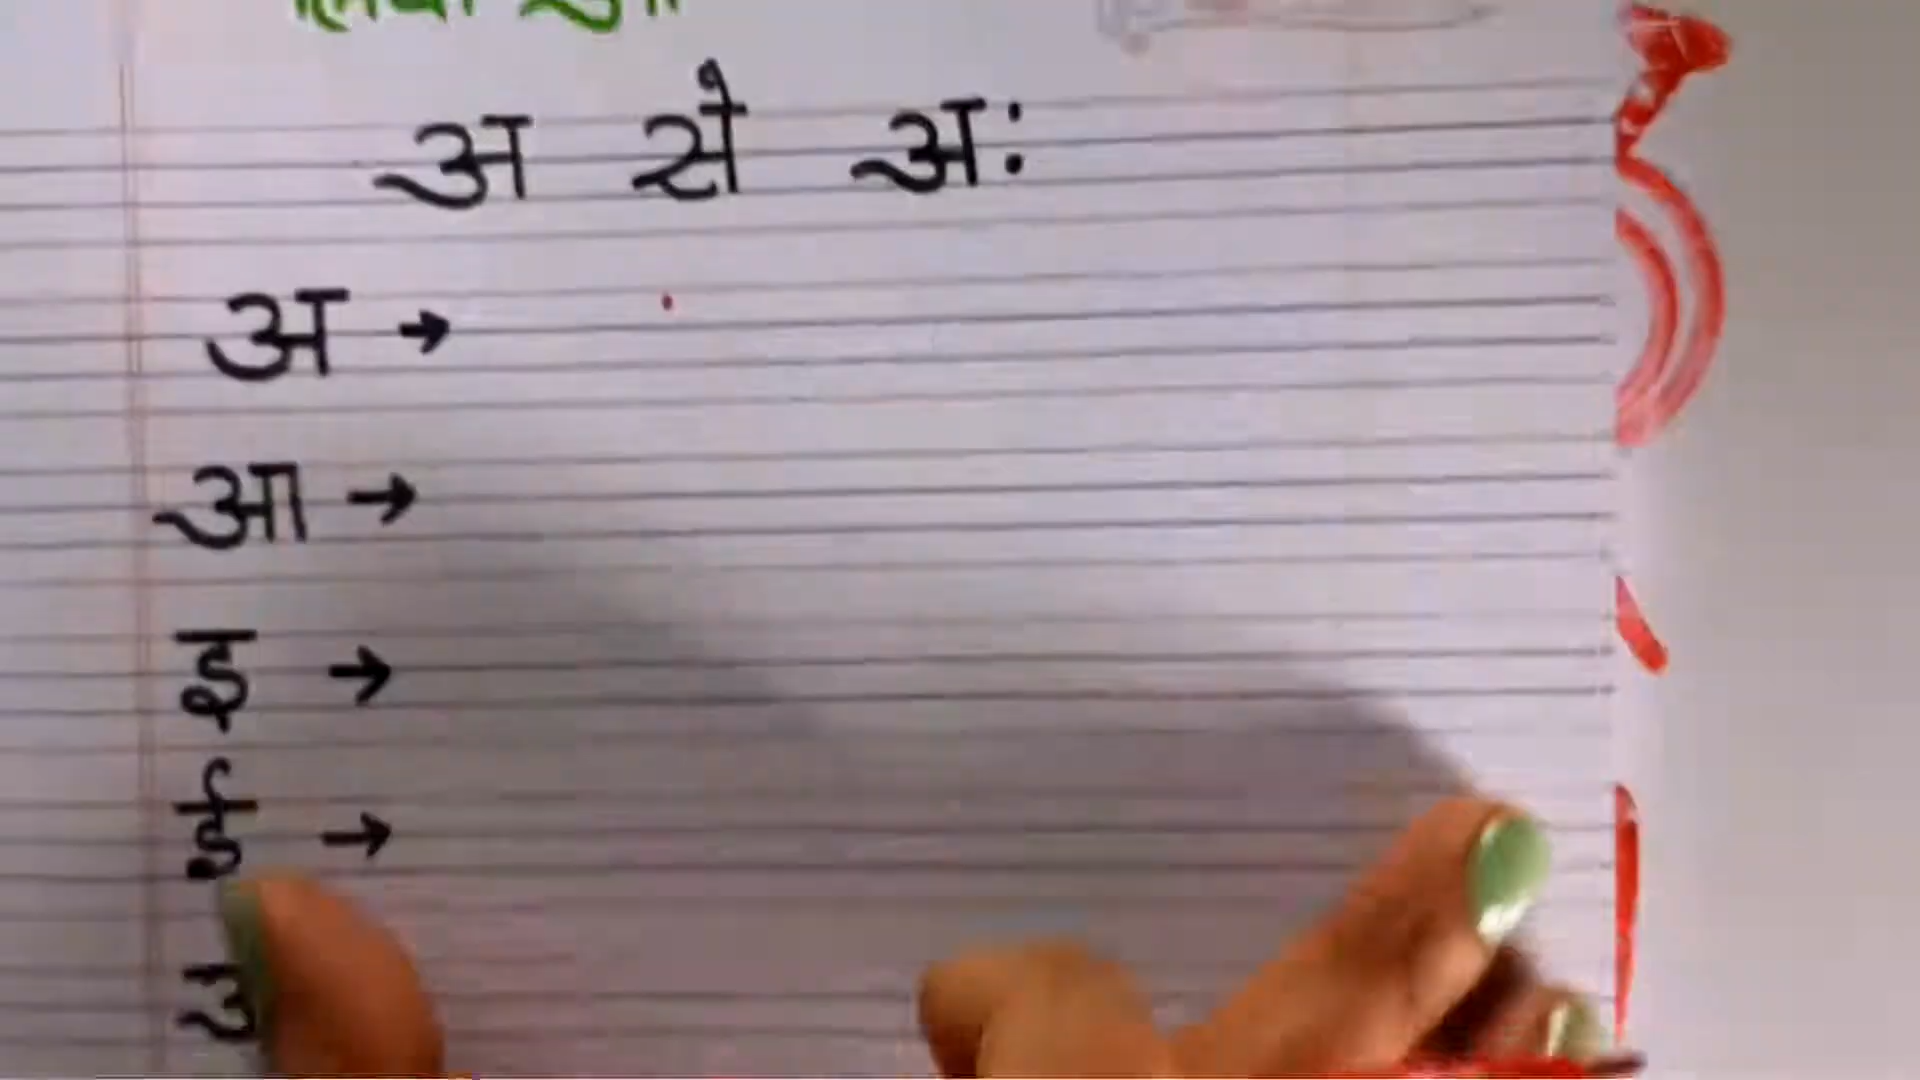 अ से अः
अ →
आ →
इ →
ई →
उ